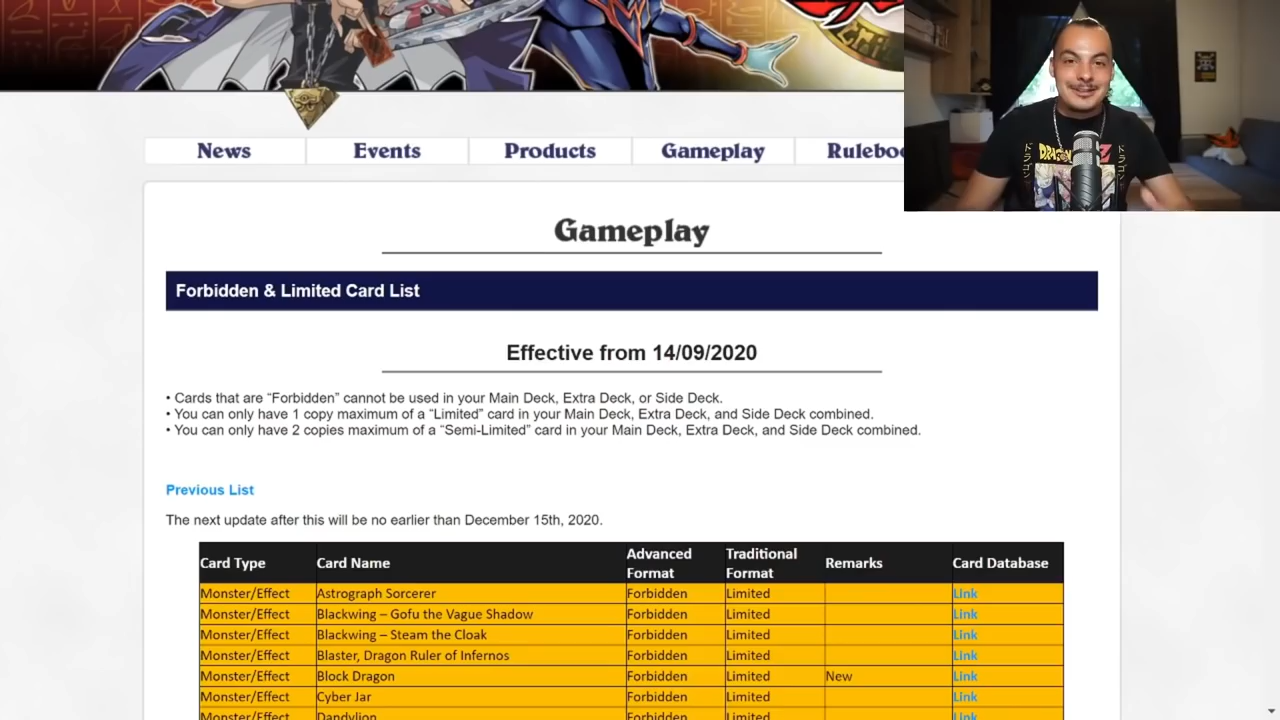 News Events Products Gameplay
Gameplay
Forbidden & Limited Card List
Effective from 14/09/2020
• Cards that are “Forbidden” cannot be used in your Main Deck, Extra Deck, or Side Deck.
• You can only have 1 copy maximum of a “Limited” card in your Main Deck, Extra Deck, and Side Deck combined.
• You can only have 2 copies maximum of a “Semi-Limited” card in your Main Deck, Extra Deck, and Side Deck combined.
Previous List
The next update after this will be no earlier than December 15th, 2020.
Card Type Card Name Advanced Format Traditional Format Remarks Card Database
Monster/Effect Astrograph Sorcerer Forbidden Limited Link
Monster/Effect Blackwing – Gofu the Vague Shadow Forbidden Limited Link
Monster/Effect Blackwing – Steam the Cloak Forbidden Limited Link
Monster/Effect Blaster, Dragon Ruler of Infernos Forbidden Limited Link
Monster/Effect Block Dragon Forbidden Limited New Link
Monster/Effect Cyber Jar Forbidden Limited Link
Monster/Effect Dandylion Forbidden Limited Link